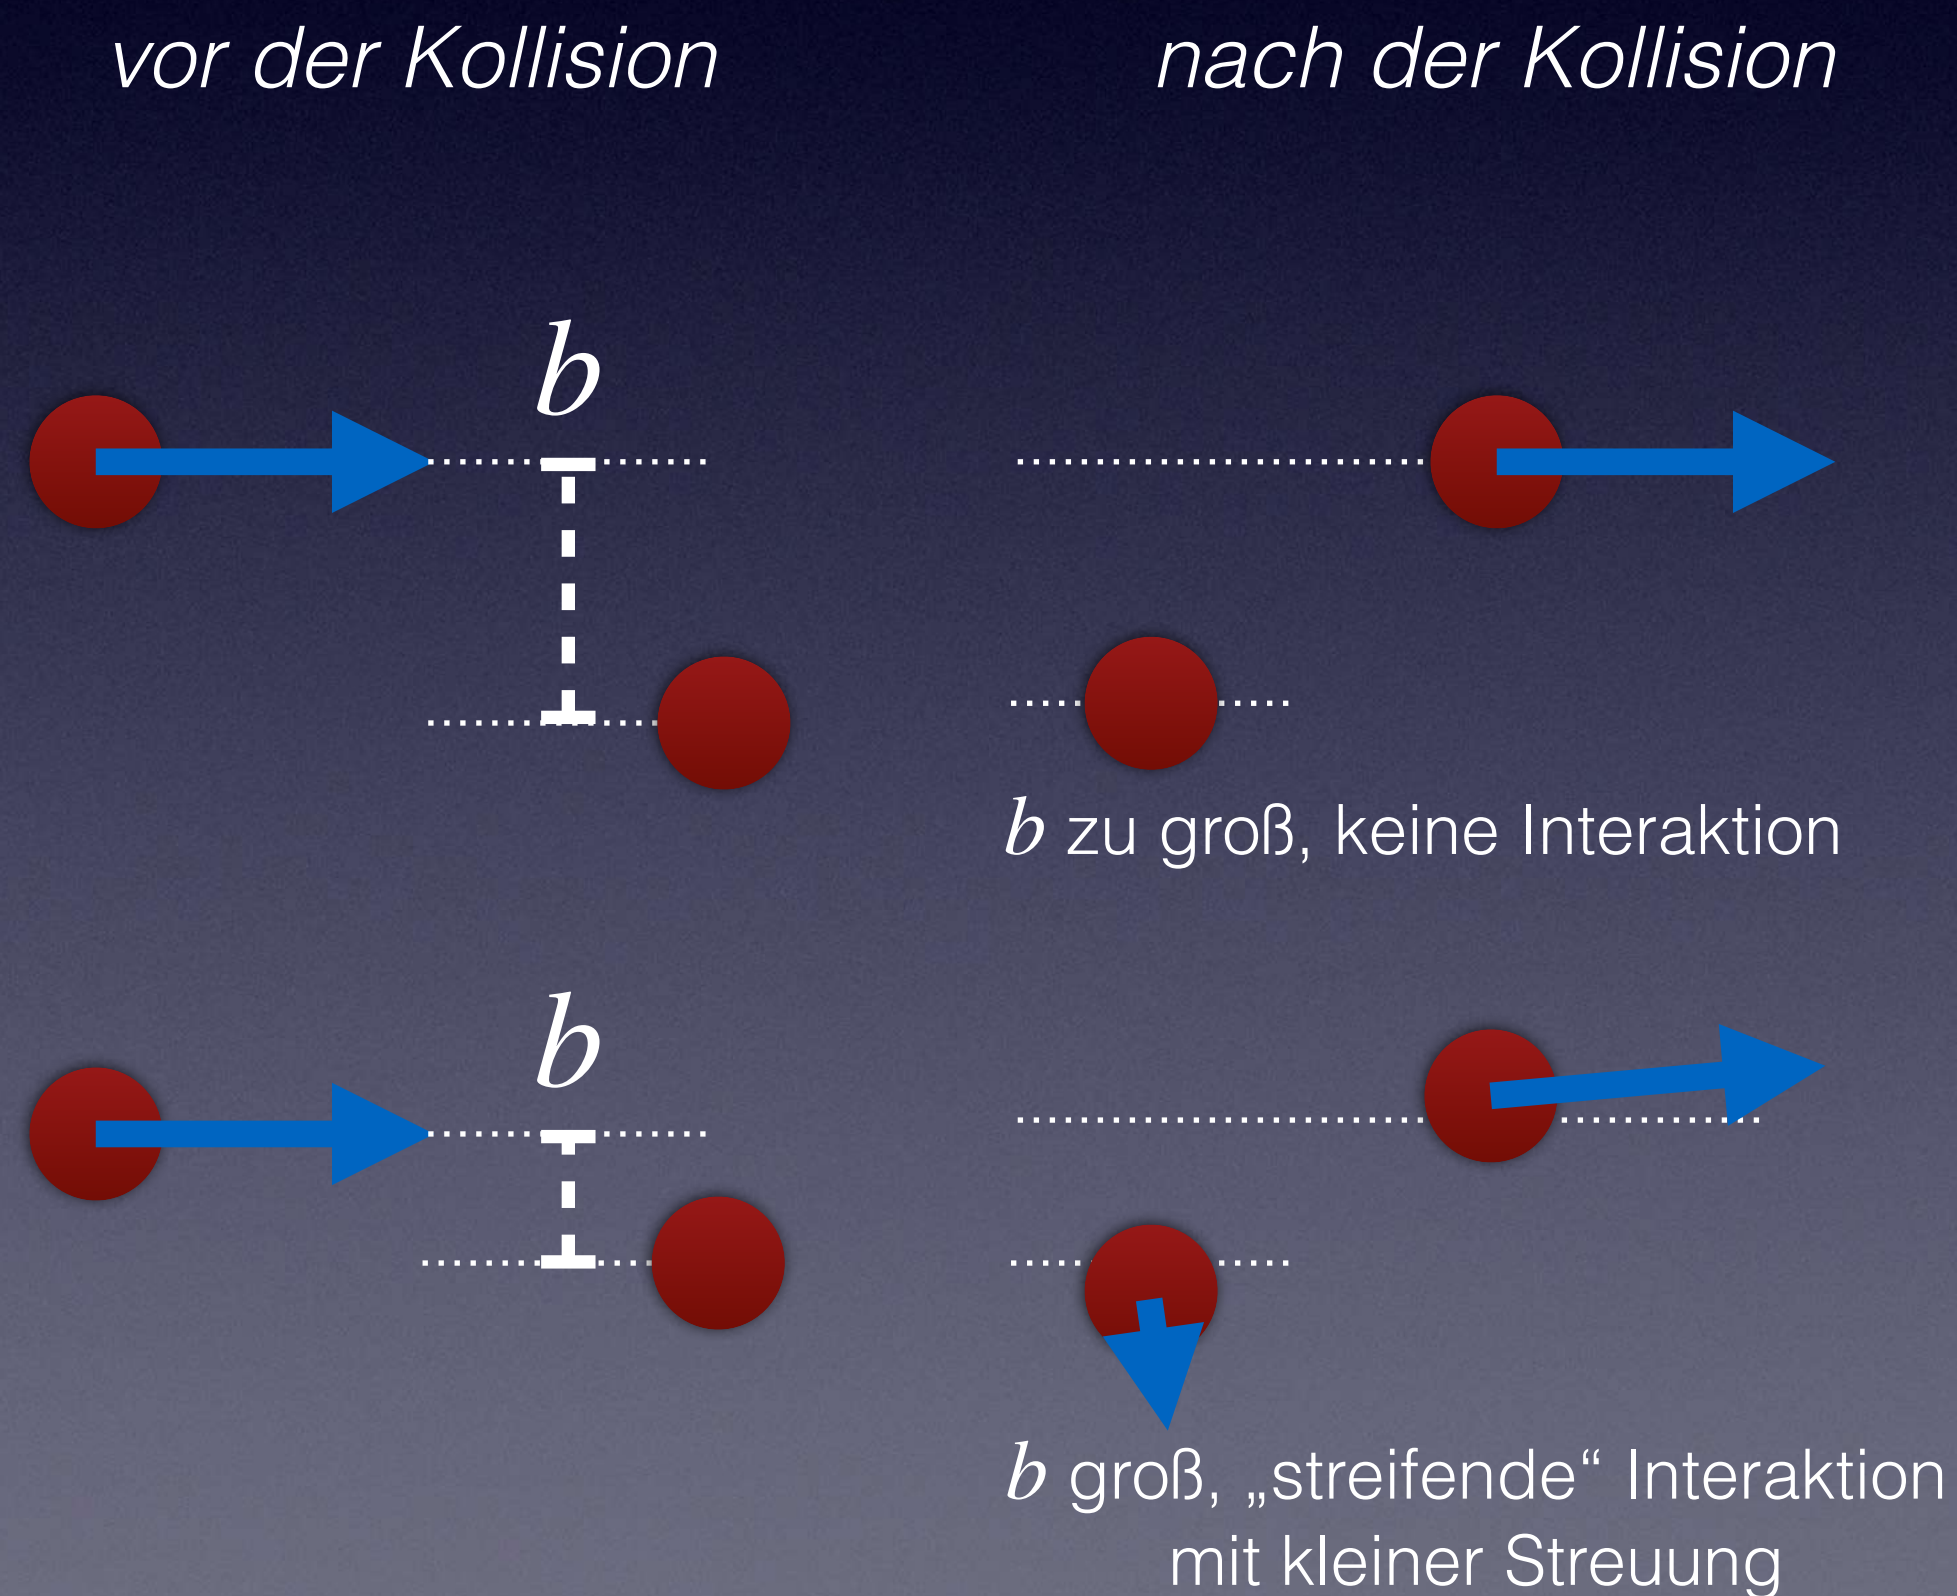 vor der Kollision
nach der Kollision
b
b zu groß, keine Interaktion
b
b groß, „streifende“ Interaktion
mit kleiner Streuung